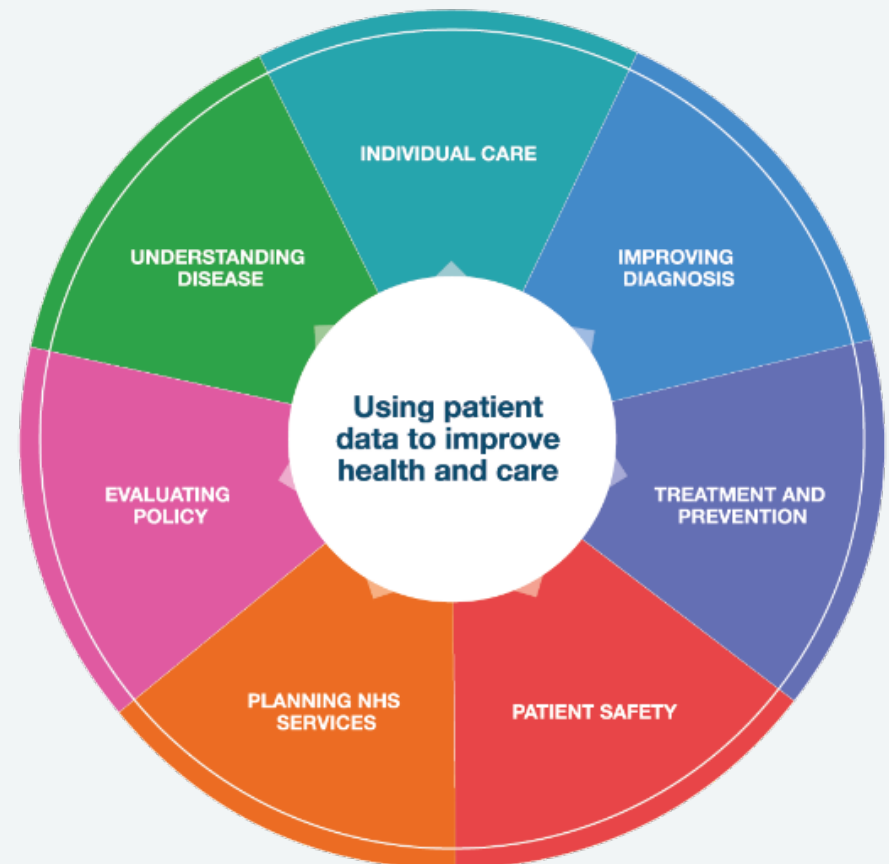 INDIVIDUAL CARE
IMPROVING
DIAGNOSIS
TREATMENT AND
PREVENTION
PATIENT SAFETY
PLANNING NHS
SERVICES
EVALUATING
POLICY
UNDERSTANDING
DISEASE
Using patient
data to improve
health and care